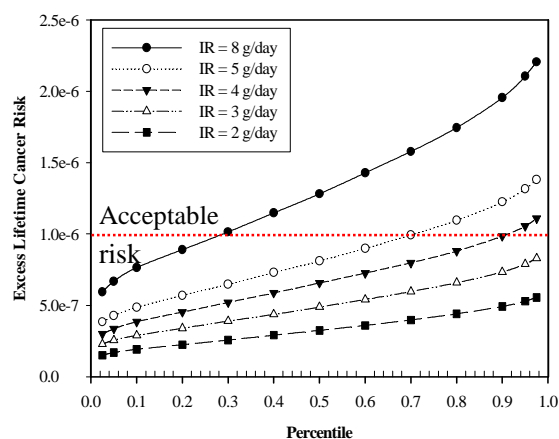 2.5e-6
2.0e-6
1.5e-6
1.0e-6
5.0e-7
0.0
Excess Lifetime Cancer Risk
IR = 8 g/day
IR = 5 g/day
IR = 4 g/day
IR = 3 g/day
IR = 2 g/day
Acceptable
risk
0.0 0.1 0.2 0.3 0.4 0.5 0.6 0.7 0.8 0.9 1.0
Percentile